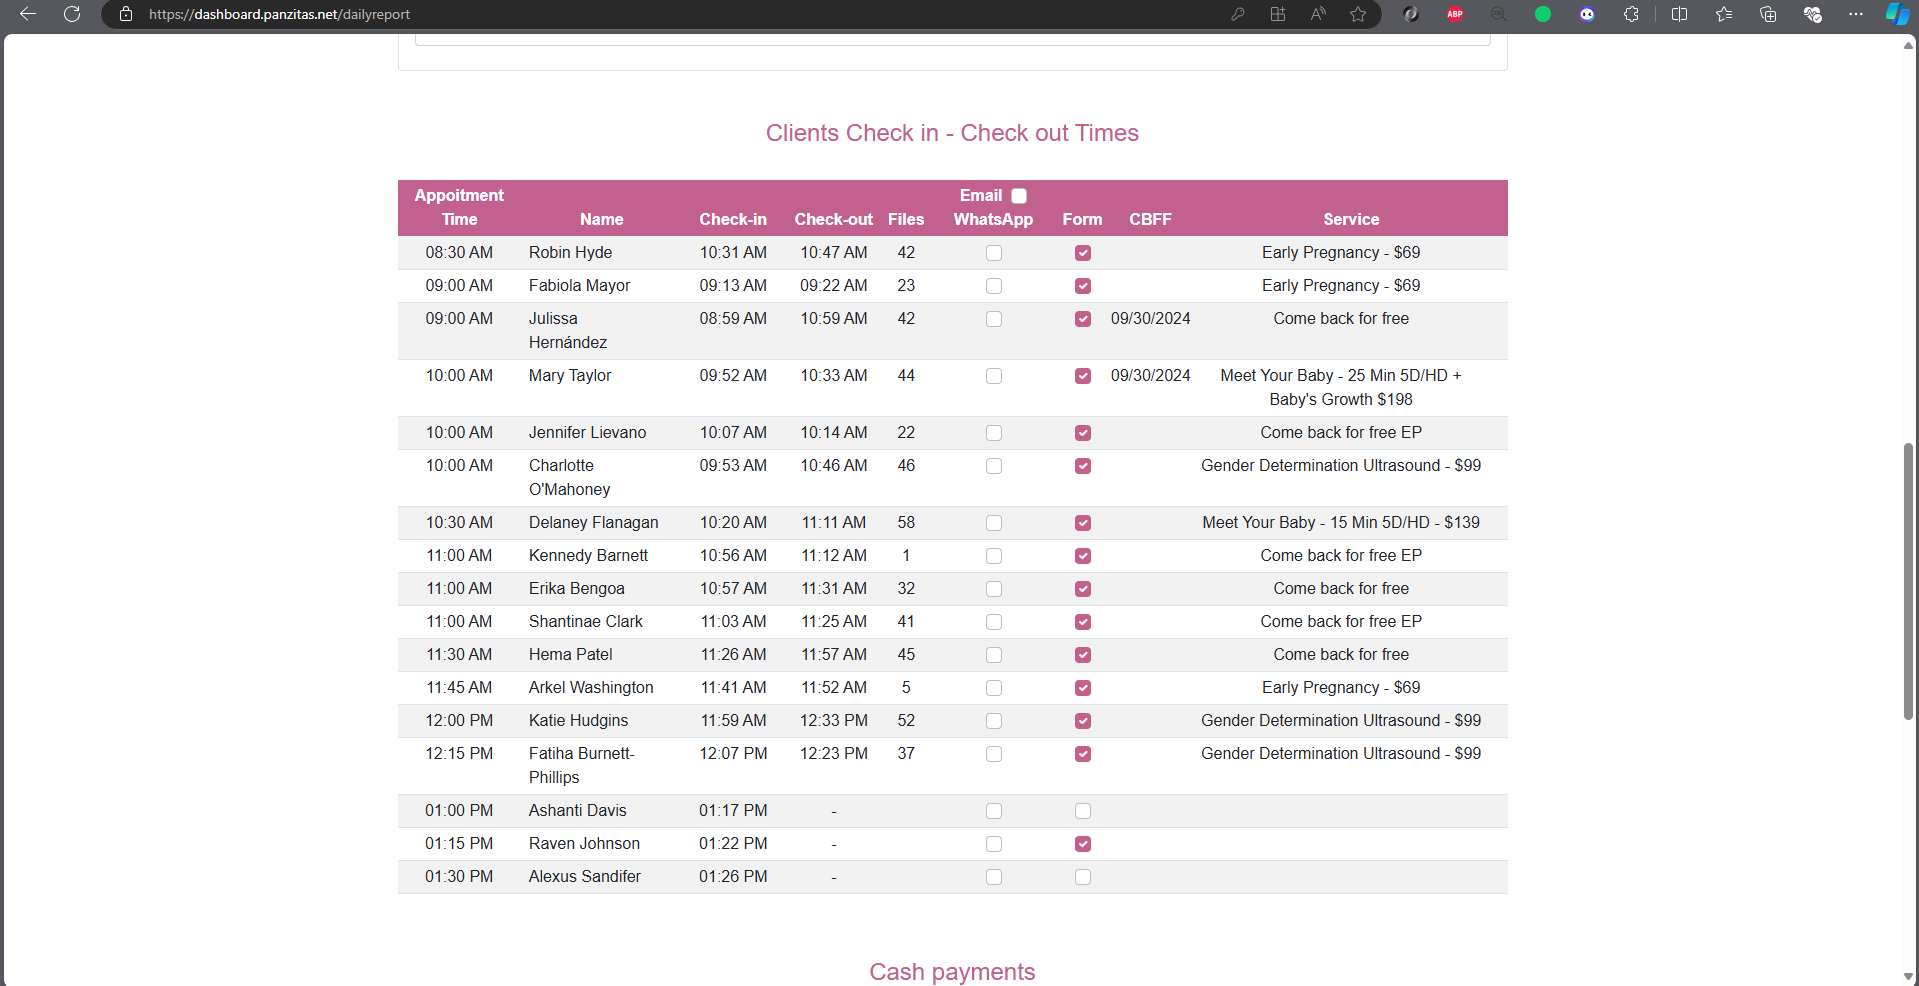 https://dashboard.panzitas.net/dailyreport
ABP
Clients Check in - Check out Times
Appoitment Time Name Check-in Check-out Files Email WhatsApp Form CBFF Service
08:30 AM Robin Hyde 10:31 AM 10:47 AM 42 Early Pregnancy - $69
09:00 AM Fabiola Mayor 09:13 AM 09:22 AM 23 Early Pregnancy - $69
09:00 AM Julissa Hernández 08:59 AM 10:59 AM 42 09/30/2024 Come back for free
10:00 AM Mary Taylor 09:52 AM 10:33 AM 44 09/30/2024 Meet Your Baby - 25 Min 5D/HD + Baby's Growth $198
10:00 AM Jennifer Lievano 10:07 AM 10:14 AM 22 Come back for free EP
10:00 AM Charlotte O'Mahoney 09:53 AM 10:46 AM 46 Gender Determination Ultrasound - $99
10:30 AM Delaney Flanagan 10:20 AM 11:11 AM 58 Meet Your Baby - 15 Min 5D/HD - $139
11:00 AM Kennedy Barnett 10:56 AM 11:12 AM 1 Come back for free EP
11:00 AM Erika Bengoa 10:57 AM 11:31 AM 32 Come back for free
11:00 AM Shantinae Clark 11:03 AM 11:25 AM 41 Come back for free EP
11:30 AM Hema Patel 11:26 AM 11:57 AM 45 Come back for free
11:45 AM Arkel Washington 11:41 AM 11:52 AM 5 Early Pregnancy - $69
12:00 PM Katie Hudgins 11:59 AM 12:33 PM 52 Gender Determination Ultrasound - $99
12:15 PM Fatiha Burnett-Phillips 12:07 PM 12:23 PM 37 Gender Determination Ultrasound - $99
01:00 PM Ashanti Davis 01:17 PM -
01:15 PM Raven Johnson 01:22 PM -
01:30 PM Alexus Sandifer 01:26 PM -
Cash payments